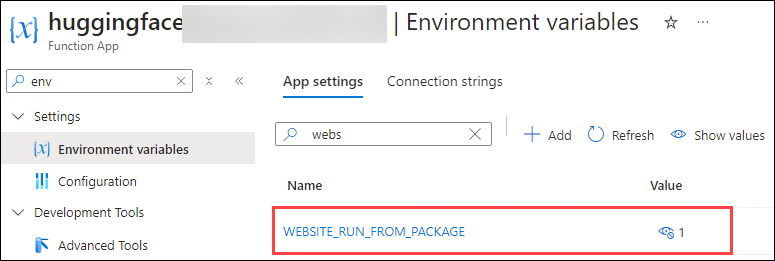 huggingface | Environment variables
Function App
env
Settings
Environment variables
Configuration
Development Tools
Advanced Tools
App settings Connection strings
webs
Add Refresh Show values
Name Value
WEBSITE_RUN_FROM_PACKAGE 1